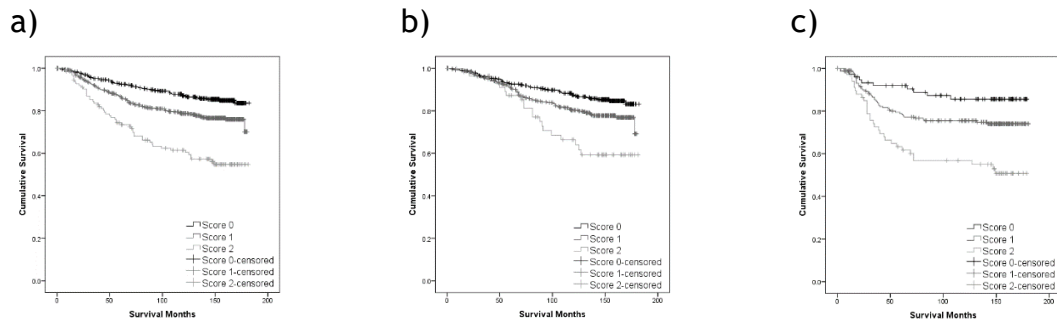 a)
1.0
0.8
0.6
0.4
0.2
0.0
Cumulative Survival
Score 0
Score 1
Score 2
Score 0-censored
Score 1-censored
Score 2-censored
0 50 100 150 200
Survival Months
b)
1.0
0.8
0.6
0.4
0.2
0.0
Cumulative Survival
Score 0
Score 1
Score 2
Score 0-censored
Score 1-censored
Score 2-censored
0 50 100 150 200
Survival Months
c)
1.0
0.8
0.6
0.4
0.2
0.0
Cumulative Survival
Score 0
Score 1
Score 2
Score 0-censored
Score 1-censored
Score 2-censored
0 50 100 150 200
Survival Months